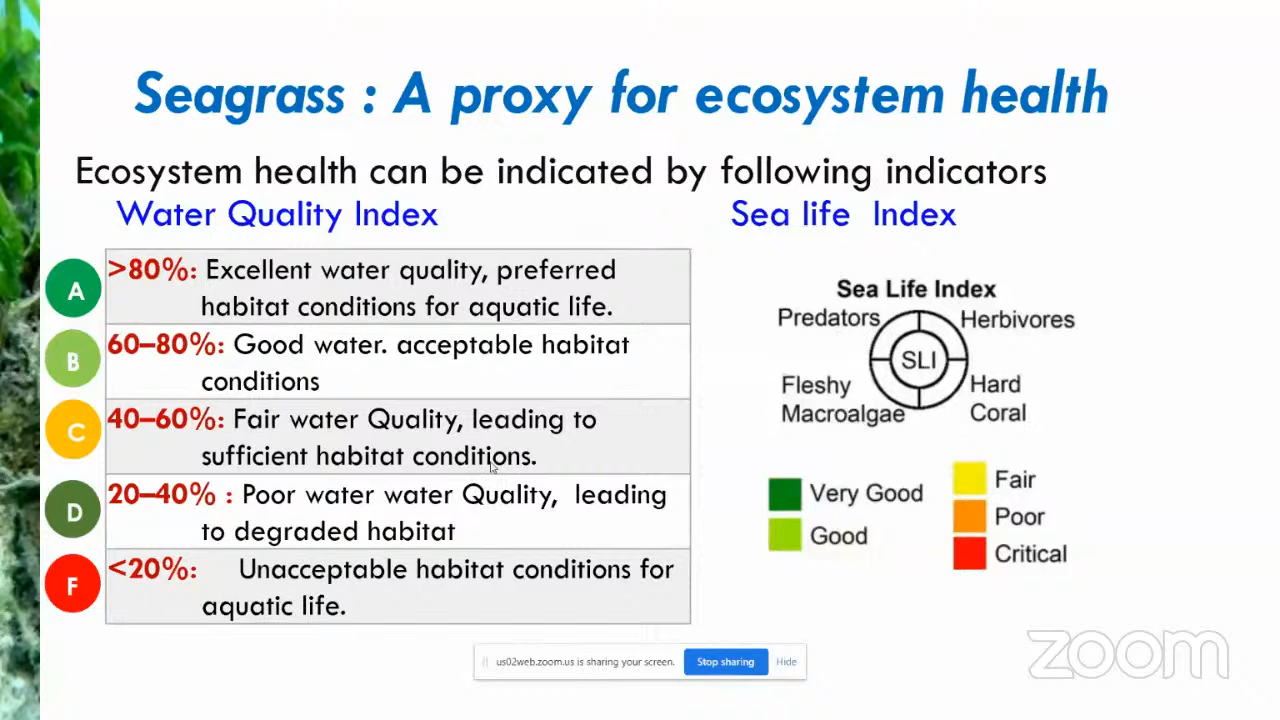 Seagrass : A proxy for ecosystem health
Ecosystem health can be indicated by following indicators
Water Quality Index
A
>80%: Excellent water quality, preferred
habitat conditions for aquatic life.
B
60–80%: Good water. acceptable habitat
conditions
C
40–60%: Fair water Quality, leading to
sufficient habitat conditions.
D
20–40% : Poor water water Quality, leading
to degraded habitat
F
<20%: Unacceptable habitat conditions for
aquatic life.
Sea life Index
Sea Life Index
Predators
Herbivores
SLI
Fleshy
Macroalgae
Hard
Coral
Very Good
Good
Fair
Poor
Critical
us02web.zoom.us is sharing your screen.
Stop sharing
Hide
zoom